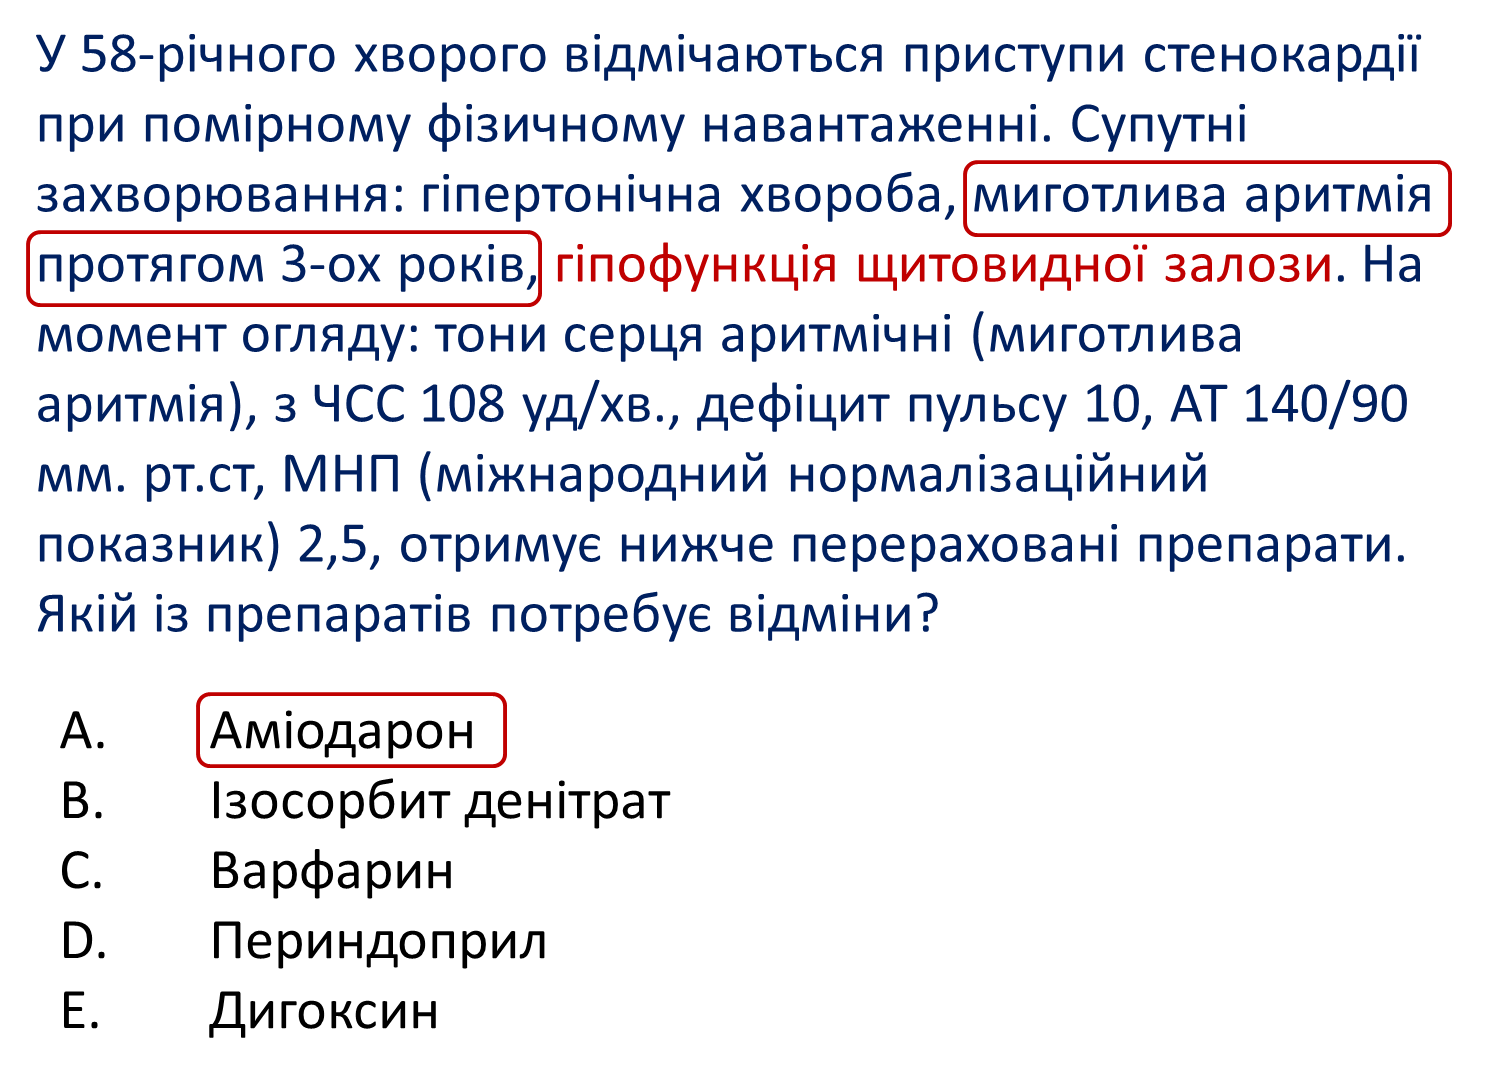 У 58-річного хворого відмічаються приступи стенокардії
при помірному фізичному навантаженні. Супутні
захворювання: гіпертонічна хвороба, миготлива аритмія
протягом 3-ох років, гіпофункція щитовидної залози. На
момент огляду: тони серця аритмічні (миготлива
аритмія), з ЧСС 108 уд/хв., дефіцит пульсу 10, АТ 140/90
мм. рт.ст, МНП (міжнародний нормалізаційний
показник) 2,5, отримує нижче перераховані препарати.
Якій із препаратів потребує відміни?
A. Аміодарон
B. Ізосорбит денітрат
C. Варфарин
D. Периндоприл
E. Дигоксин